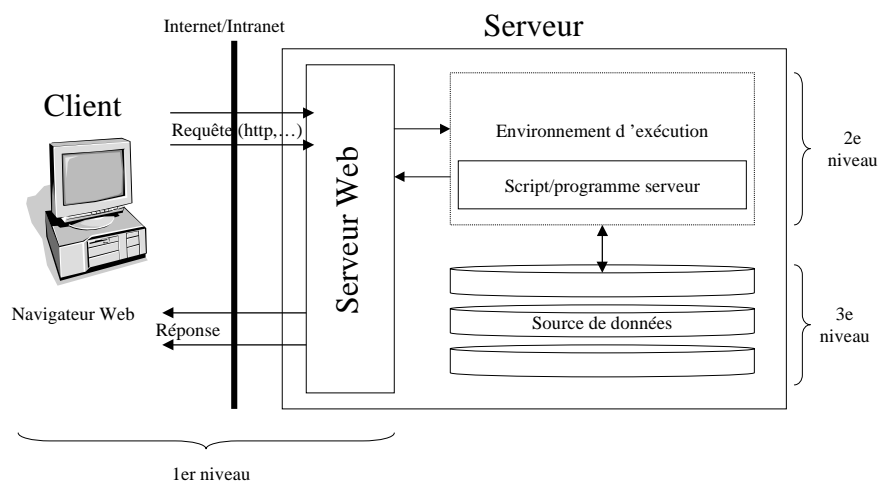 Internet/Intranet
Serveur
Client
Requête (http,…)
Environnement d ’exécution
2e
niveau
Script/programme serveur
Serveur Web
Navigateur Web
Réponse
Source de données
3e
niveau
1er niveau